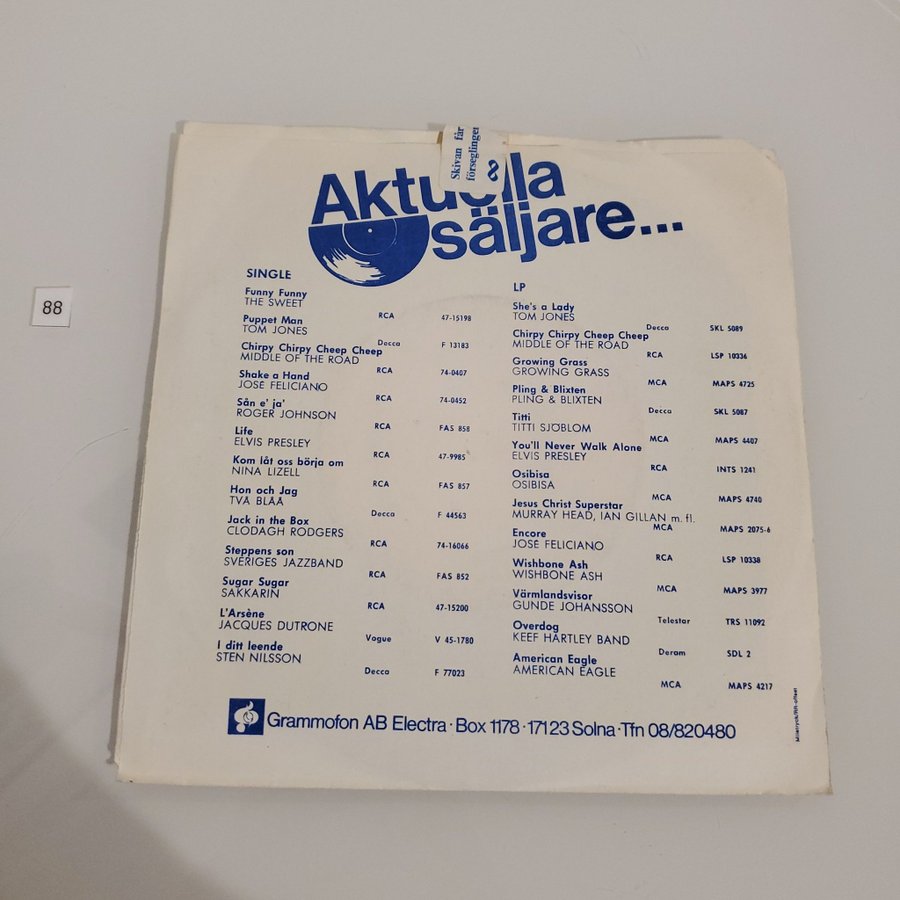 88
Skivan får
förseglingen
Aktuella
säljare...
SINGLE
Funny Funny
THE SWEET RCA 47-15198
Puppet Man
TOM JONES Decca F 13183
Chirpy Chirpy Cheep Cheep
MIDDLE OF THE ROAD RCA 74-0407
Shake a Hand
JOSÉ FELICIANO RCA 74-0452
Sån e' ja'
ROGER JOHNSON RCA FAS 858
Life
ELVIS PRESLEY RCA 47-9985
Kom låt oss börja om
NINA LIZELL RCA FAS 857
Hon och Jag
TVÅ BLÅÅ Decca F 44563
Jack in the Box
CLODAGH RODGERS RCA 74-16066
Steppens son
SVERIGES JAZZBAND RCA FAS 852
Sugar Sugar
SAKKARIN RCA 47-15200
L'Arsène
JACQUES DUTRONE Vogue V 45-1780
I ditt leende
STEN NILSSON Decca F 77023
LP
She's a Lady
TOM JONES Decca SKL 5089
Chirpy Chirpy Cheep Cheep
MIDDLE OF THE ROAD RCA LSP 10336
Growing Grass
GROWING GRASS MCA MAPS 4725
Pling & Blixten
PLING & BLIXTEN Decca SKL 5087
Titti
TITTI SJÖBLOM MCA MAPS 4407
You'll Never Walk Alone
ELVIS PRESLEY RCA INTS 1241
Osibisa
OSIBISA MCA MAPS 4740
Jesus Christ Superstar
MURRAY HEAD, IAN GILLAN m. fl. MCA MAPS 2075-6
Encore
JOSÉ FELICIANO RCA LSP 10338
Wishbone Ash
WISHBONE ASH MCA MAPS 3977
Värmlandsvisor
GUNDE JOHANSSON Telestar TRS 11092
Overdog
KEEF HARTLEY BAND Deram SDL 2
American Eagle
AMERICAN EAGLE MCA MAPS 4217
Grammofon AB Electra · Box 1178 · 171 23 Solna · Tfn 08/820480